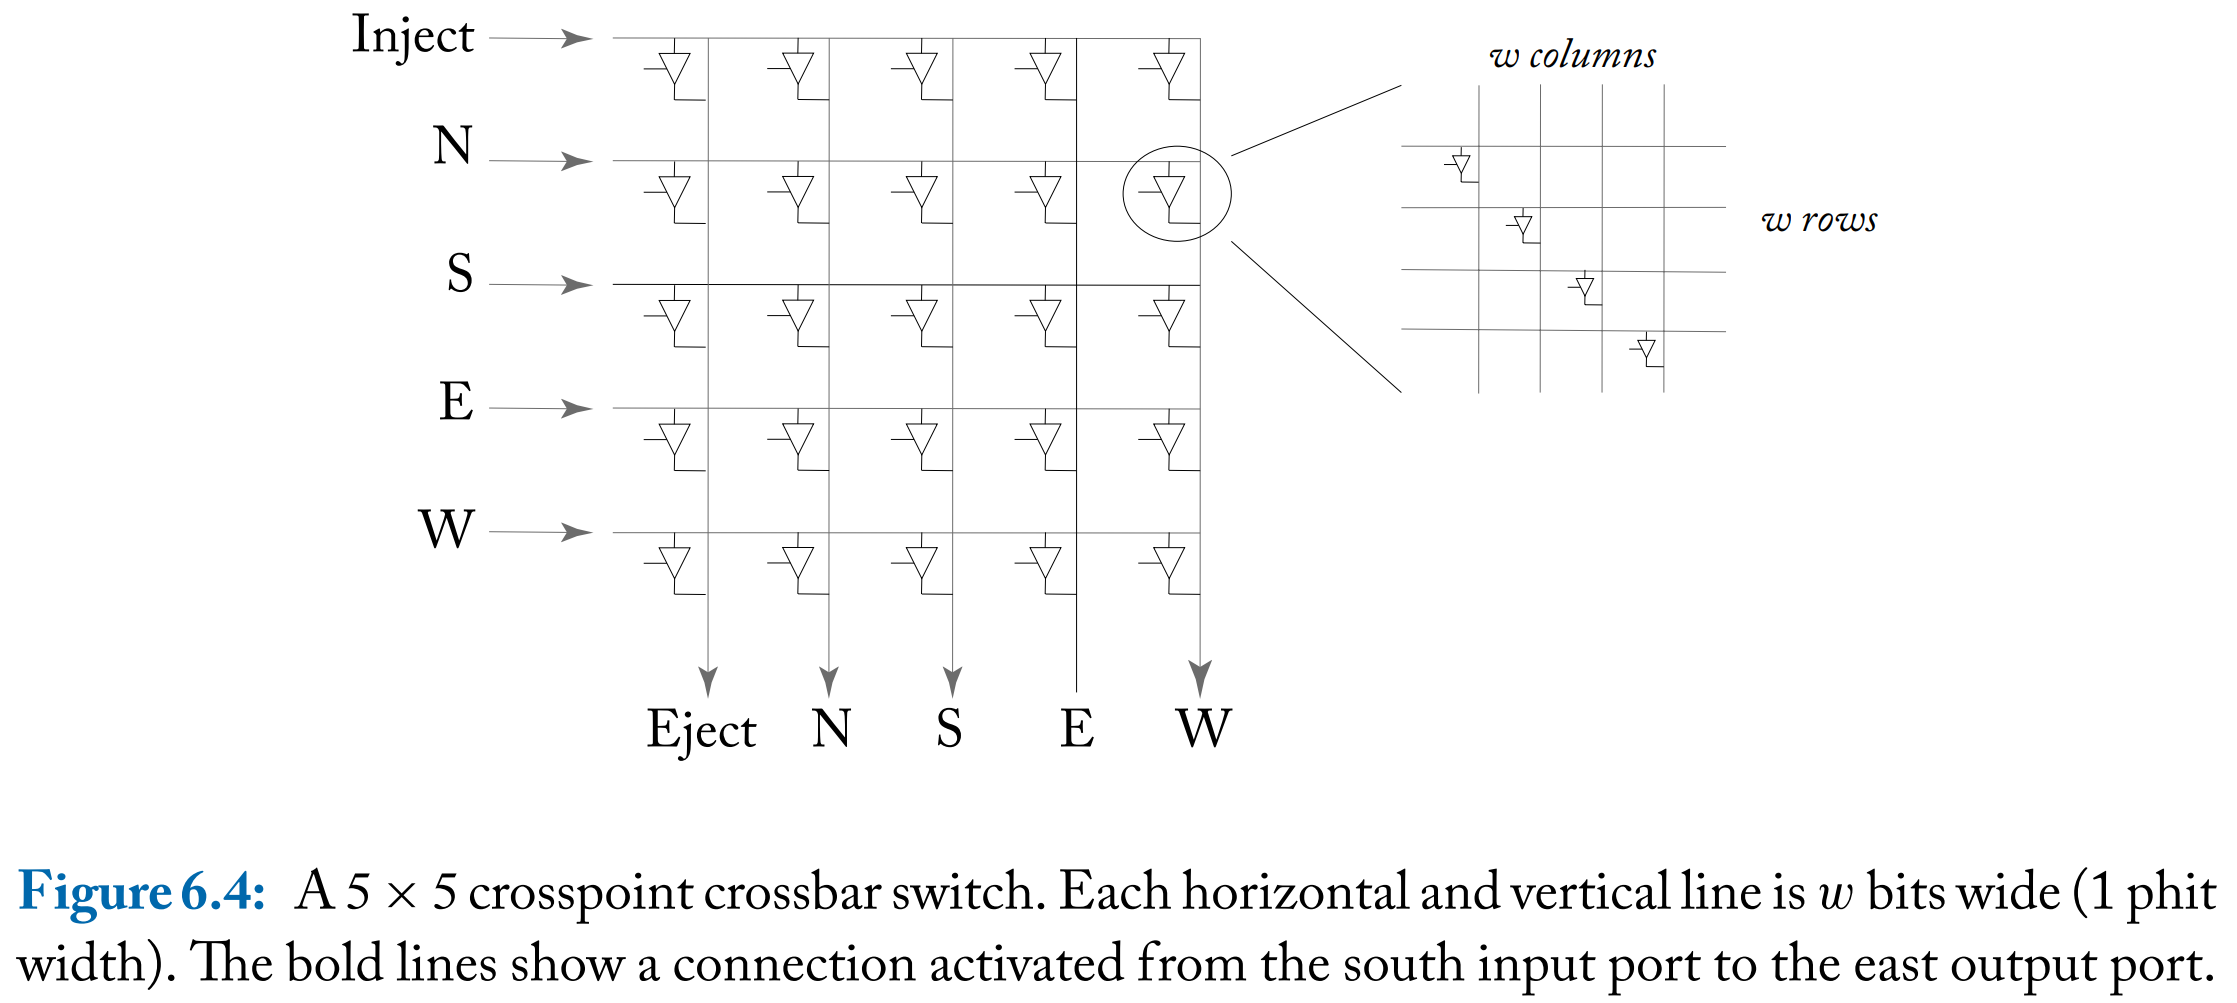 Inject
N
S
E
W
Eject N S E W
w columns
w rows
Figure 6.4: A 5 × 5 crosspoint crossbar switch. Each horizontal and vertical line is w bits wide (1 phit
width). The bold lines show a connection activated from the south input port to the east output port.